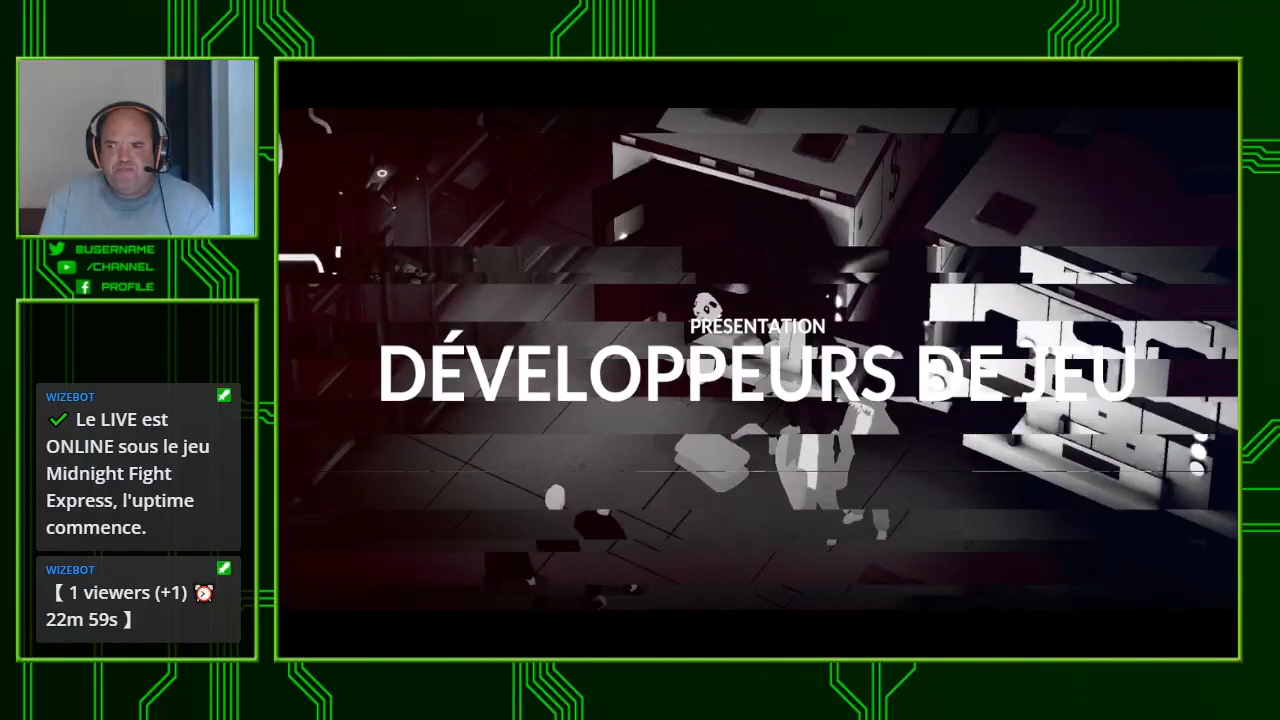 @USERNAME
/CHANNEL
PROFILE
WIZEBOT
Le LIVE est
ONLINE sous le jeu
Midnight Fight
Express, l'uptime
commence.
WIZEBOT
【 1 viewers (+1) ⏰
22m 59s 】
PRÉSENTATION
DÉVELOPPEURS DE JEU